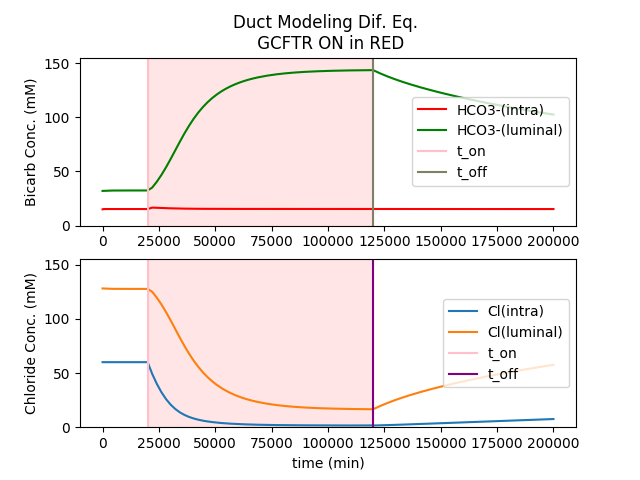 Duct Modeling Dif. Eq.
GCFTR ON in RED
Bicarb Conc. (mM)
150
100
50
0
HCO3-(intra)
HCO3-(luminal)
t_on
t_off
0 25000 50000 75000 100000 125000 150000 175000 200000
Chloride Conc. (mM)
150
100
50
0
Cl(intra)
Cl(luminal)
t_on
t_off
0 25000 50000 75000 100000 125000 150000 175000 200000
time (min)